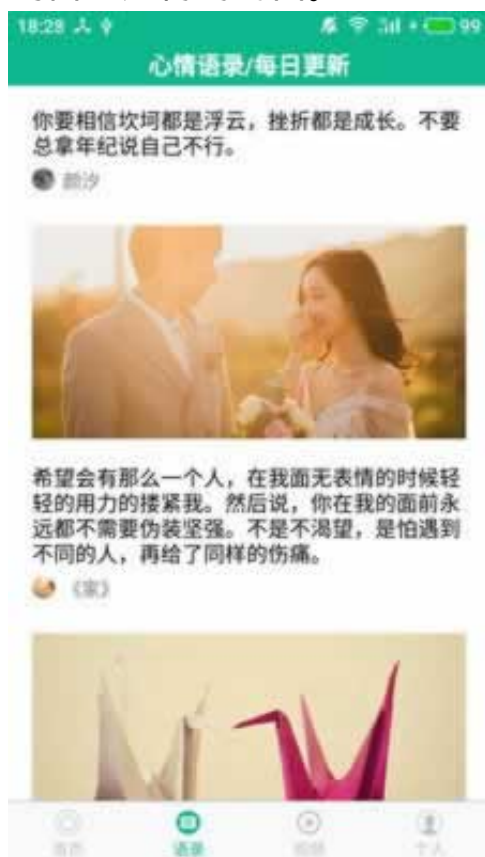 18:28
99
心情语录/每日更新
你要相信坎坷都是浮云，挫折都是成长。不要
总拿年纪说自己不行。
颜汐
希望会有那么一个人，在我面无表情的时候轻
轻的用力的搂紧我。然后说，你在我的面前永
远都不需要伪装坚强。不是不渴望，是怕遇到
不同的人，再给了同样的伤痛。
《家》
语录
个人